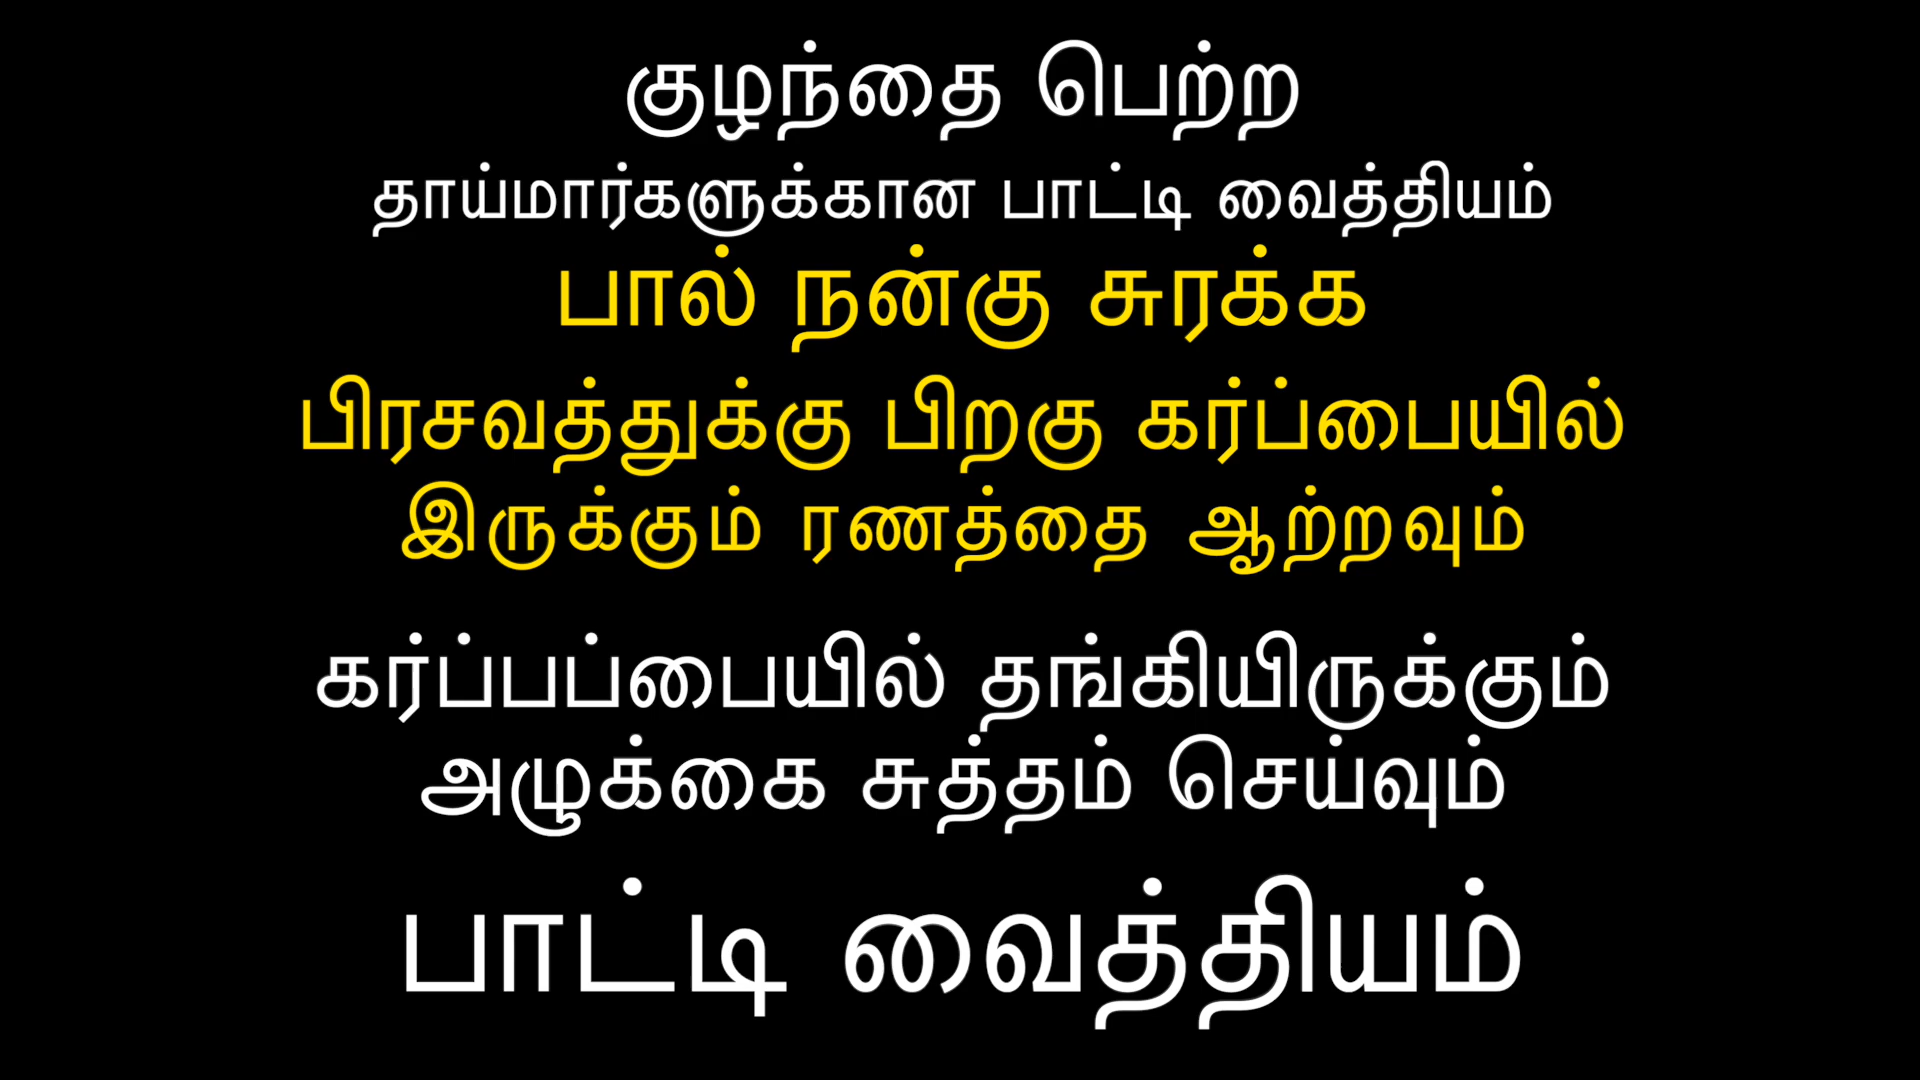 குழந்தை பெற்ற
தாய்மார்களுக்கான பாட்டி வைத்தியம்
பால் நன்கு சுரக்க
பிரசவத்துக்கு பிறகு கர்ப்பையில்
இருக்கும் ரணத்தை ஆற்றவும்
கர்ப்பப்பையில் தங்கியிருக்கும்
அழுக்கை சுத்தம் செய்வும்
பாட்டி வைத்தியம்